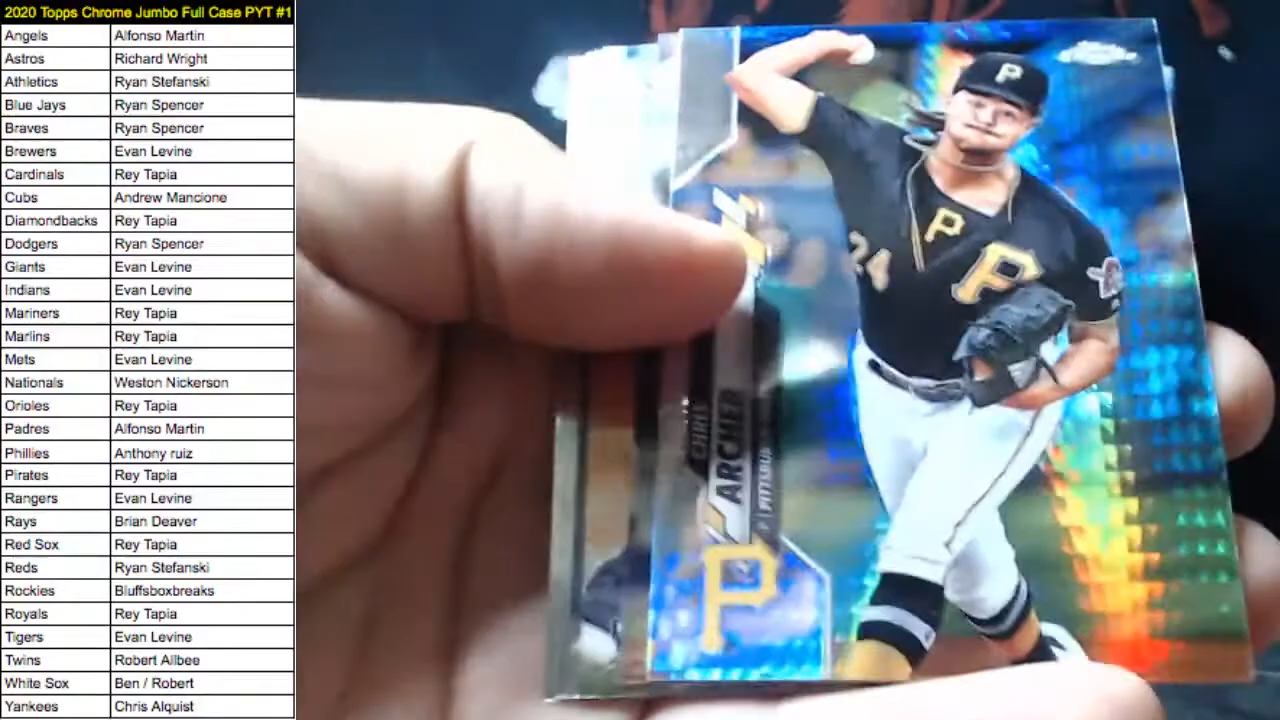 2020 Topps Chrome Jumbo Full Case PYT #1
Angels Alfonso Martin
Astros Richard Wright
Athletics Ryan Stefanski
Blue Jays Ryan Spencer
Braves Ryan Spencer
Brewers Evan Levine
Cardinals Rey Tapia
Cubs Andrew Mancione
Diamondbacks Rey Tapia
Dodgers Ryan Spencer
Giants Evan Levine
Indians Evan Levine
Mariners Rey Tapia
Marlins Rey Tapia
Mets Evan Levine
Nationals Weston Nickerson
Orioles Rey Tapia
Padres Alfonso Martin
Phillies Anthony ruiz
Pirates Rey Tapia
Rangers Evan Levine
Rays Brian Deaver
Red Sox Rey Tapia
Reds Ryan Stefanski
Rockies Bluffsboxbreaks
Royals Rey Tapia
Tigers Evan Levine
Twins Robert Allbee
White Sox Ben / Robert
Yankees Chris Alquist
P
P
P
24
CHRIS
ARCHER
P